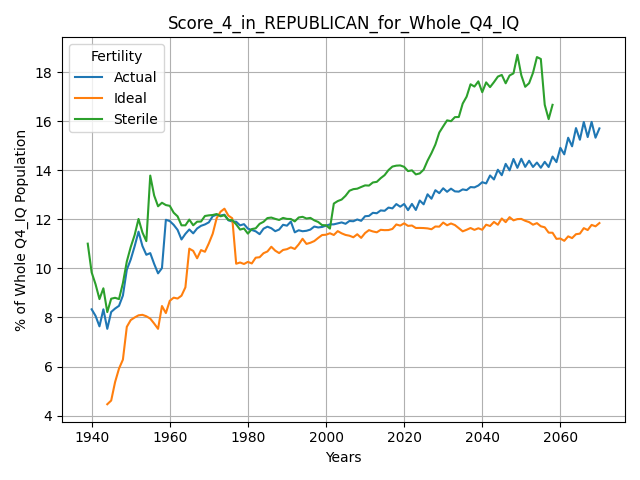 Score_4_in_REPUBLICAN_for_Whole_Q4_IQ
Fertility
Actual
Ideal
Sterile
% of Whole Q4_IQ Population
18
16
14
12
10
8
6
4
1940 1960 1980 2000 2020 2040 2060
Years